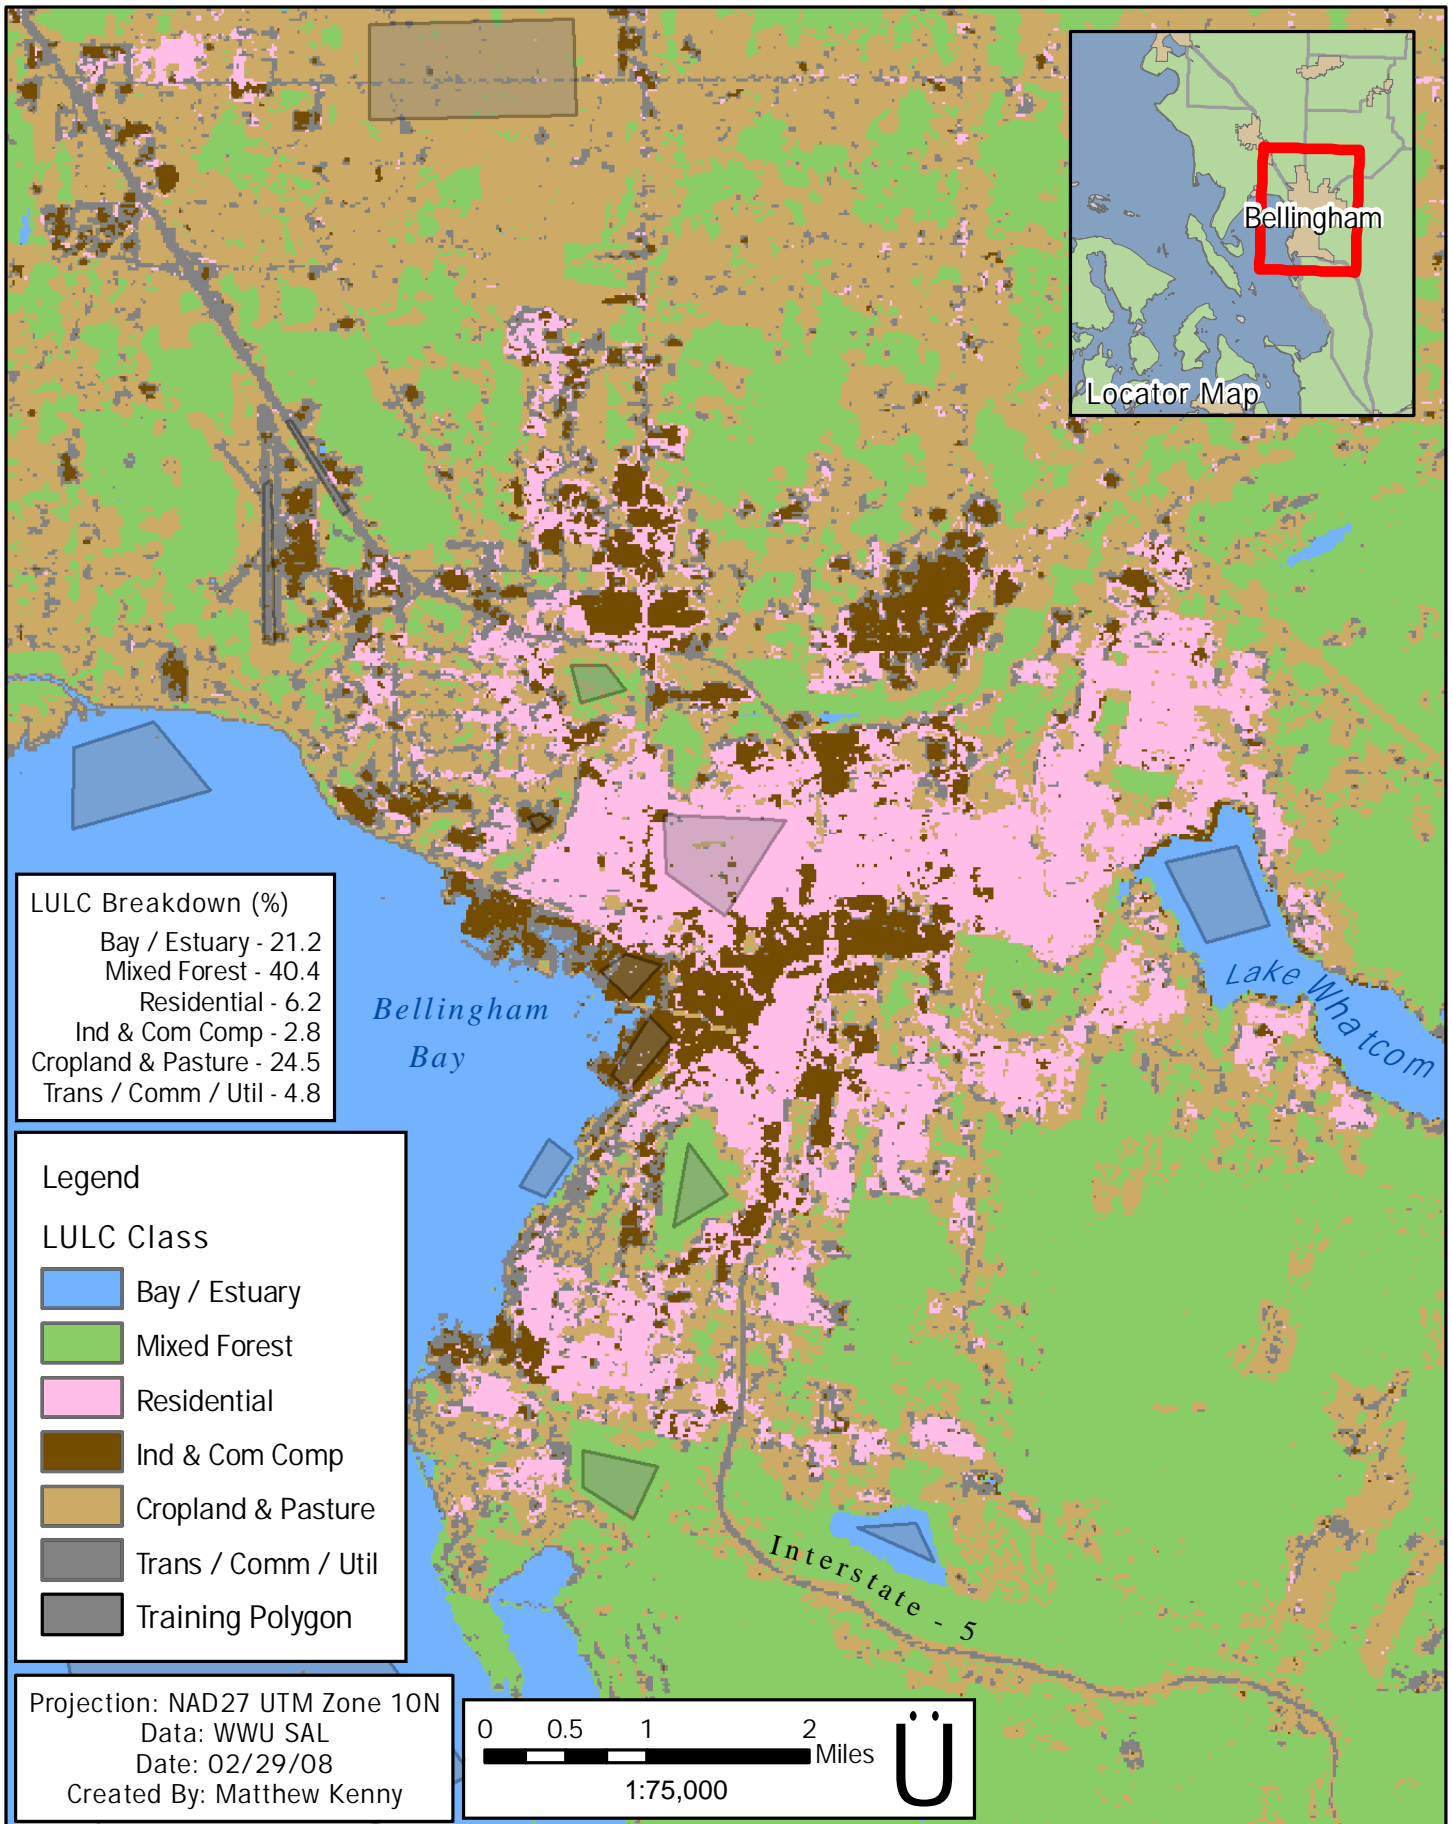 Bellingham
Locator Map
LULC Breakdown (%)
Bay / Estuary - 21.2
Mixed Forest - 40.4
Residential - 6.2
Ind & Com Comp - 2.8
Cropland & Pasture - 24.5
Trans / Comm / Util - 4.8
Bellingham
Bay
Lake Whatcom
Legend
LULC Class
Bay / Estuary
Mixed Forest
Residential
Ind & Com Comp
Cropland & Pasture
Trans / Comm / Util
Training Polygon
Interstate - 5
Projection: NAD27 UTM Zone 10N
Data: WWU SAL
Date: 02/29/08
Created By: Matthew Kenny
0 0.5 1 2
Miles
1:75,000
Ü